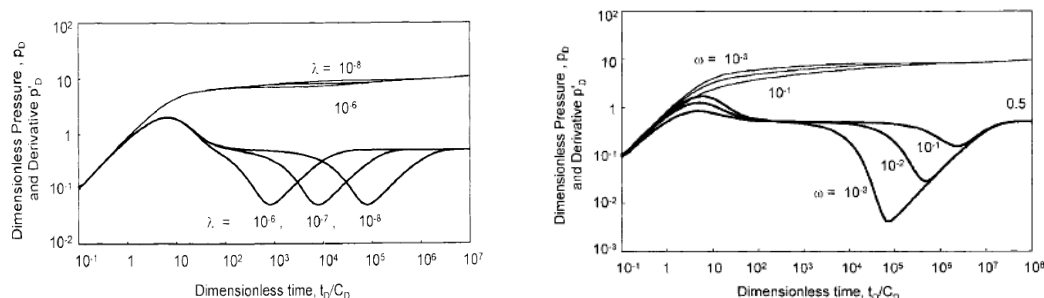 Dimensionless Pressure , p_D
and Derivative p'_D
10²
10
1
10⁻¹
10⁻²
λ = 10⁻⁸
10⁻⁶
λ = 10⁻⁶ , 10⁻⁷ , 10⁻⁸
10⁻¹ 1 10 10² 10³ 10⁴ 10⁵ 10⁶ 10⁷
Dimensionless time, t_D/C_D
Dimensionless Pressure , p_D
and Derivative p'_D
10²
10
1
10⁻¹
10⁻²
10⁻³
ω = 10⁻³
10⁻¹
0.5
10⁻¹
10⁻²
ω = 10⁻³
10⁻¹ 1 10 10² 10³ 10⁴ 10⁵ 10⁶ 10⁷ 10⁸
Dimensionless time, t_D/C_D